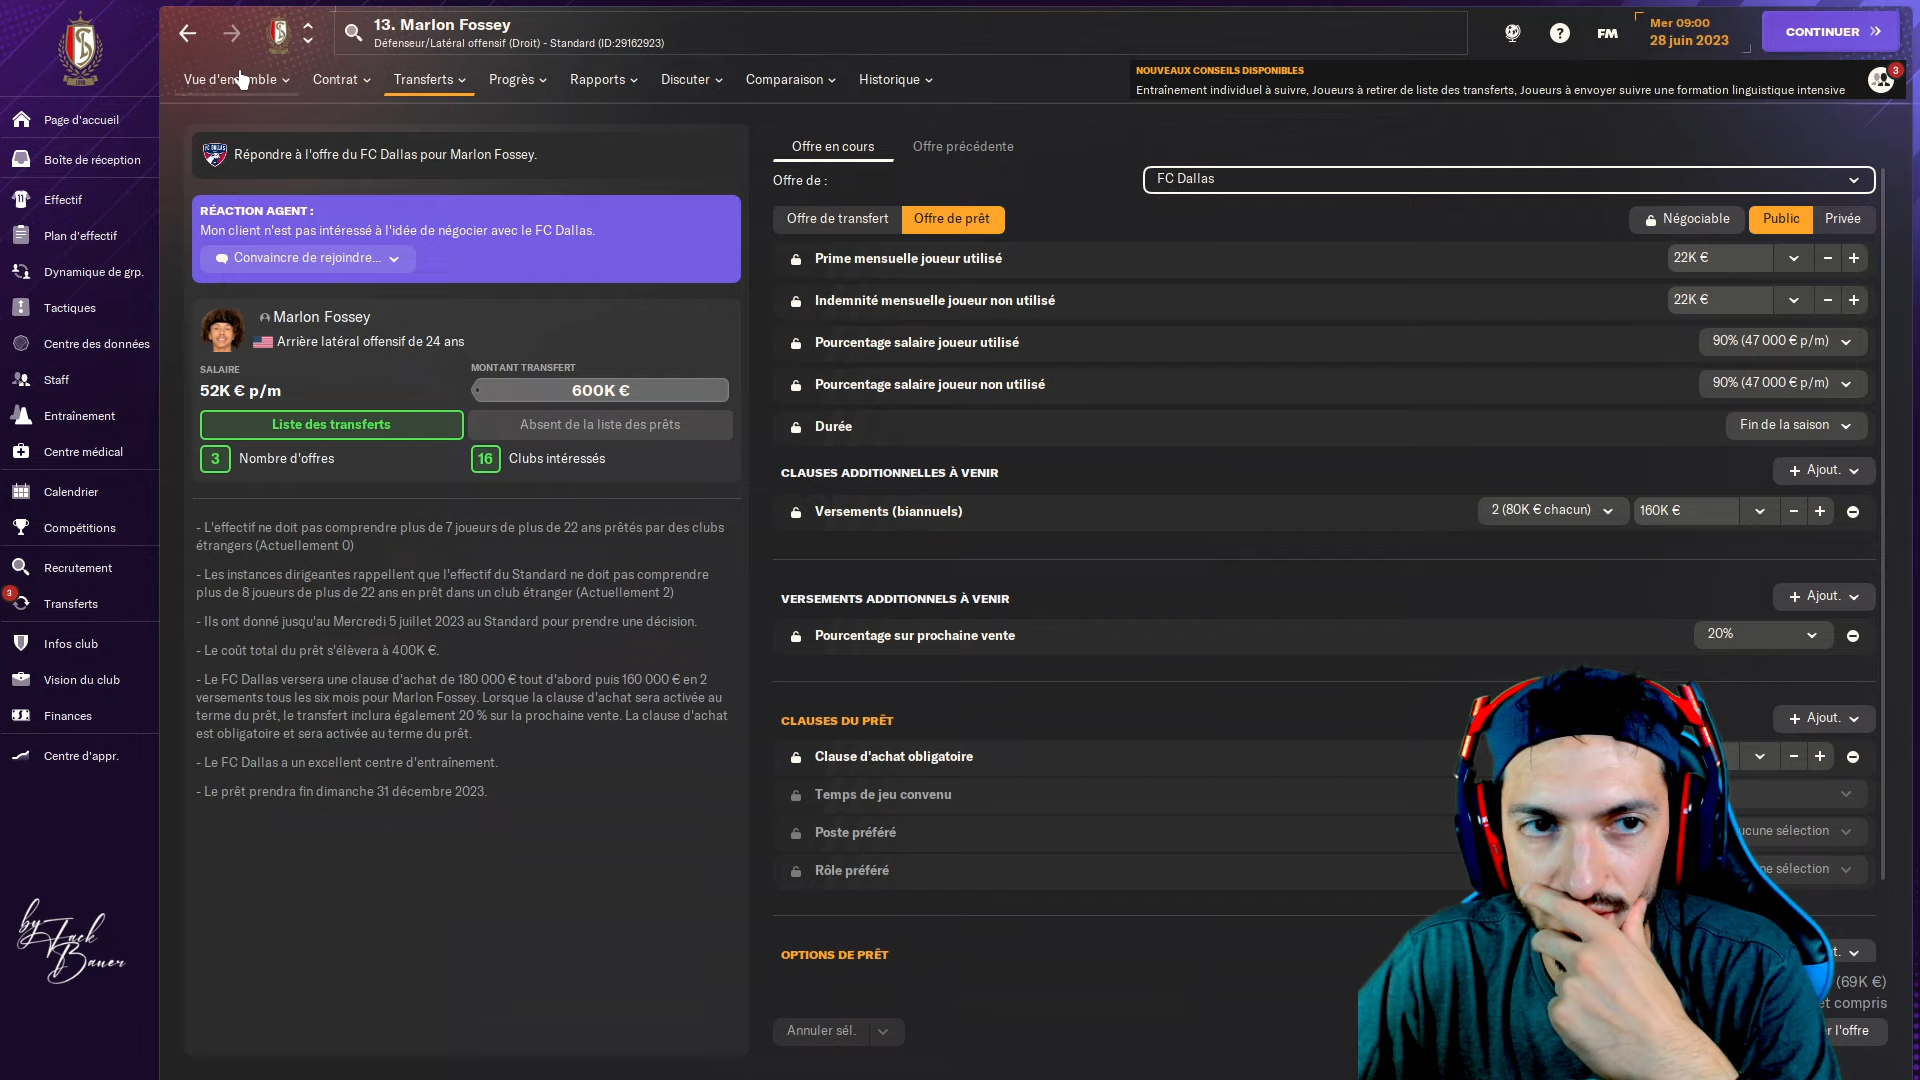 13. Marlon Fossey
Défenseur/Latéral offensif (Droit) - Standard (ID:29162923)
FM
Mer 09:00
28 juin 2023
CONTINUER
Vue d'ensemble
Contrat
Transferts
Progrès
Rapports
Discuter
Comparaison
Historique
NOUVEAUX CONSEILS DISPONIBLES
Entraînement individuel à suivre, Joueurs à retirer de liste des transferts, Joueurs à envoyer suivre une formation linguistique intensive
3
Page d'accueil
Boîte de réception
Effectif
Plan d'effectif
Dynamique de grp.
Tactiques
Centre des données
Staff
Entraînement
Centre médical
Calendrier
Compétitions
Recrutement
3
Transferts
Infos club
Vision du club
Finances
Centre d'appr.
by Jack Bauer
Répondre à l'offre du FC Dallas pour Marlon Fossey.
RÉACTION AGENT :
Mon client n'est pas intéressé à l'idée de négocier avec le FC Dallas.
Convaincre de rejoindre...
Marlon Fossey
Arrière latéral offensif de 24 ans
SALAIRE
52K € p/m
MONTANT TRANSFERT
600K €
Liste des transferts
Absent de la liste des prêts
3 Nombre d'offres
16 Clubs intéressés
- L'effectif ne doit pas comprendre plus de 7 joueurs de plus de 22 ans prêtés par des clubs
étrangers (Actuellement 0)
- Les instances dirigeantes rappellent que l'effectif du Standard ne doit pas comprendre
plus de 8 joueurs de plus de 22 ans en prêt dans un club étranger (Actuellement 2)
- Ils ont donné jusqu'au Mercredi 5 juillet 2023 au Standard pour prendre une décision.
- Le coût total du prêt s'élèvera à 400K €.
- Le FC Dallas versera une clause d'achat de 180 000 € tout d'abord puis 160 000 € en 2
versements tous les six mois pour Marlon Fossey. Lorsque la clause d'achat sera activée au
terme du prêt, le transfert inclura également 20 % sur la prochaine vente. La clause d'achat
est obligatoire et sera activée au terme du prêt.
- Le FC Dallas a un excellent centre d'entraînement.
- Le prêt prendra fin dimanche 31 décembre 2023.
Offre en cours
Offre précédente
Offre de :
FC Dallas
Offre de transfert
Offre de prêt
Négociable
Public
Privée
Prime mensuelle joueur utilisé
22K €
Indemnité mensuelle joueur non utilisé
22K €
Pourcentage salaire joueur utilisé
90% (47 000 € p/m)
Pourcentage salaire joueur non utilisé
90% (47 000 € p/m)
Durée
Fin de la saison
CLAUSES ADDITIONNELLES À VENIR
+ Ajout.
Versements (biannuels)
2 (80K € chacun)
160K €
VERSEMENTS ADDITIONNELS À VENIR
+ Ajout.
Pourcentage sur prochaine vente
20%
CLAUSES DU PRÊT
+ Ajout.
Clause d'achat obligatoire
Temps de jeu convenu
Poste préféré
ucune sélection
Rôle préféré
ne sélection
OPTIONS DE PRÊT
t.
(69K €)
et compris
Annuler sél.
r l'offre